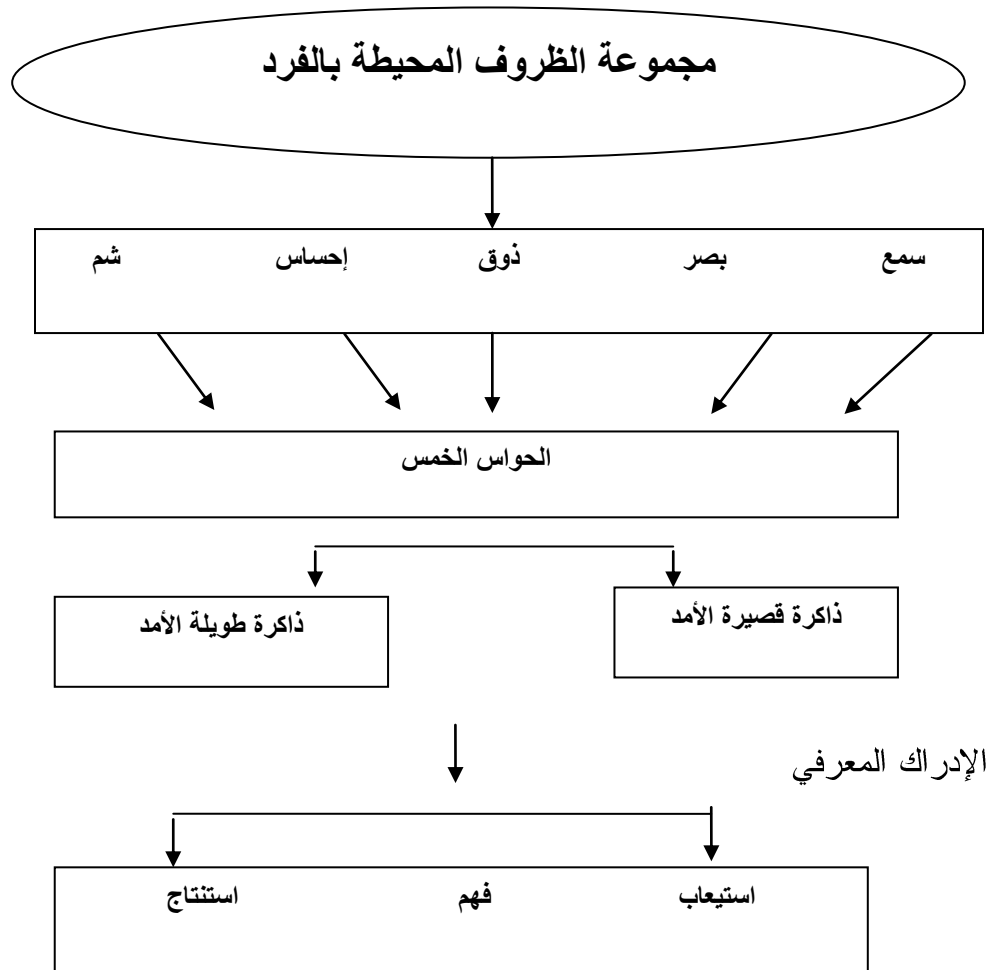 مجموعة الظروف المحيطة بالفرد
سمع بصر ذوق إحساس شم
الحواس الخمس
ذاكرة قصيرة الأمد ذاكرة طويلة الأمد
الإدراك المعرفي
استيعاب فهم استنتاج